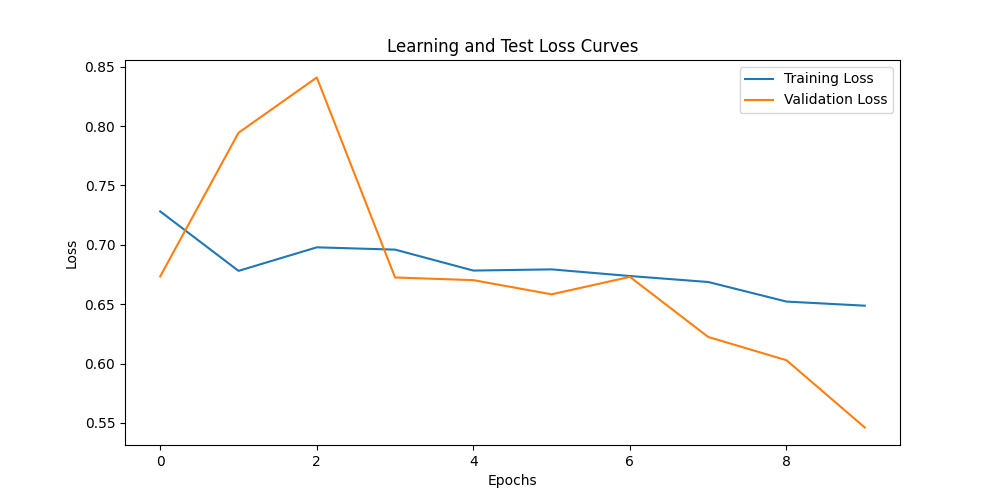 Learning and Test Loss Curves
Training Loss
Validation Loss
0.85
0.80
0.75
0.70
0.65
0.60
0.55
Loss
0 2 4 6 8
Epochs